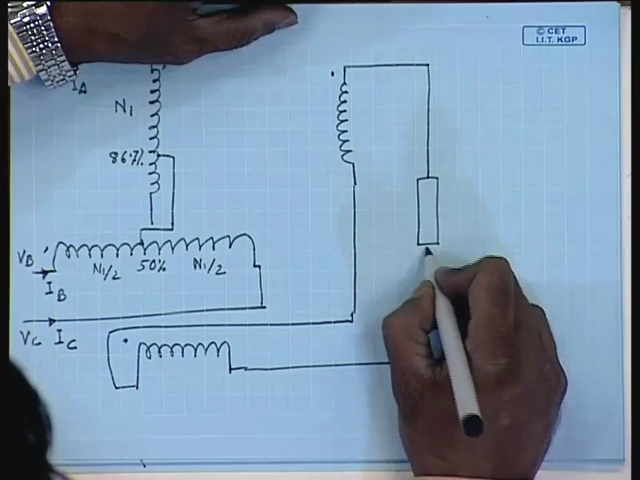 © CET
I.I.T. KGP
IA
N1
86.7%
VB
N1/2 50% N1/2
IB
VC IC